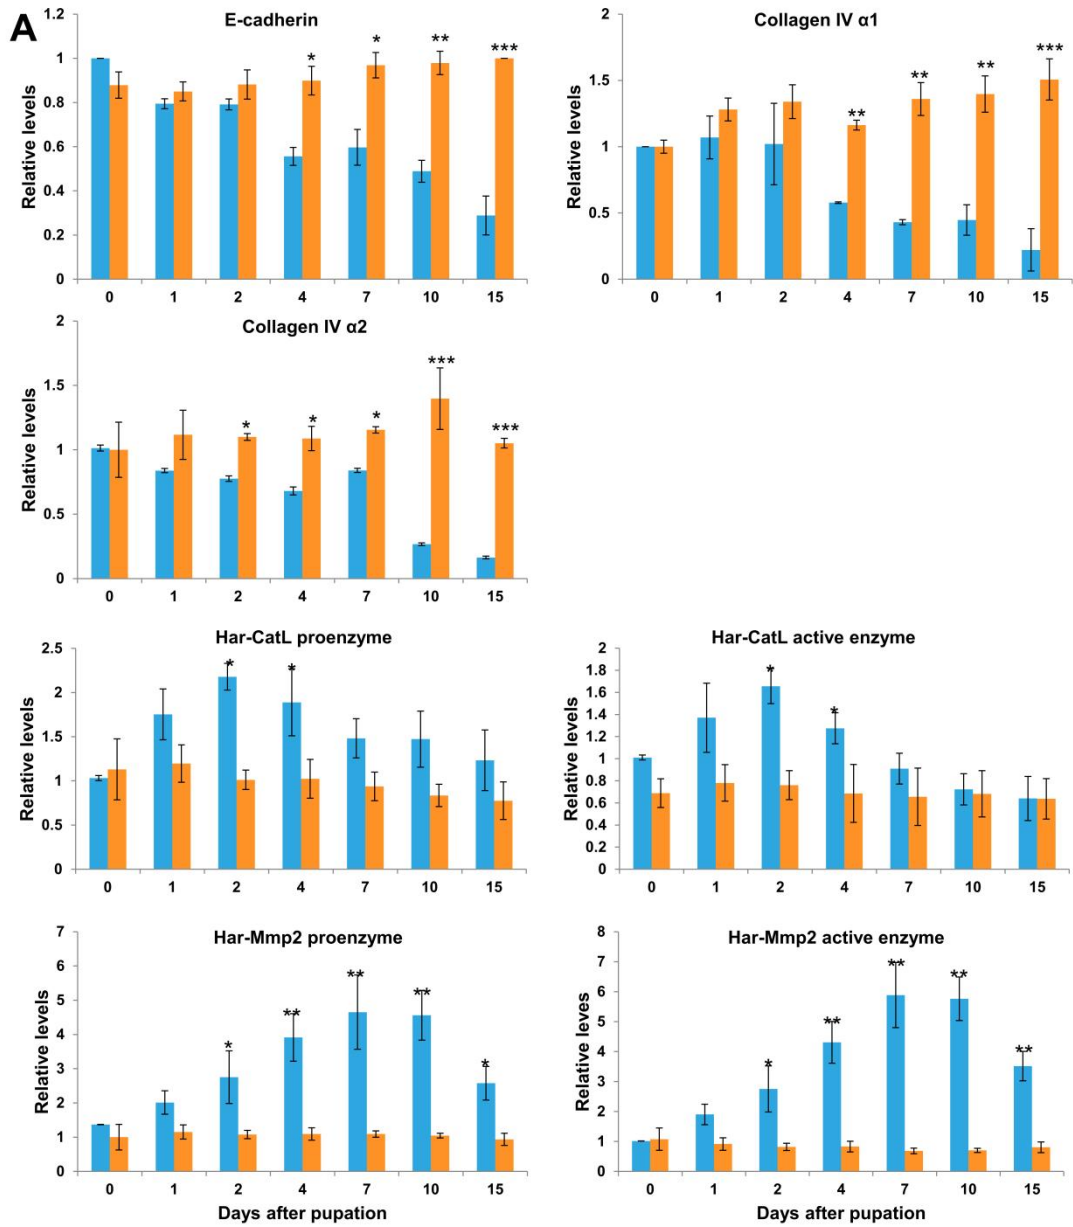 A
E-cadherin
Relative levels
1.2
1
0.8
0.6
0.4
0.2
0
* * ** ***
0 1 2 4 7 10 15
Collagen IV α1
Relative levels
2
1.5
1
0.5
0
** ** ** ***
0 1 2 4 7 10 15
Collagen IV α2
Relative levels
2
1.5
1
0.5
0
* * * *** ***
0 1 2 4 7 10 15
Har-CatL proenzyme
Relative levels
2.5
2
1.5
1
0.5
0
* *
0 1 2 4 7 10 15
Har-CatL active enzyme
Relative levels
2
1.8
1.6
1.4
1.2
1
0.8
0.6
0.4
0.2
0
* *
0 1 2 4 7 10 15
Har-Mmp2 proenzyme
Relative levels
7
6
5
4
3
2
1
0
* ** ** ** *
0 1 2 4 7 10 15
Days after pupation
Har-Mmp2 active enzyme
Relative leves
8
7
6
5
4
3
2
1
0
* ** ** ** **
0 1 2 4 7 10 15
Days after pupation